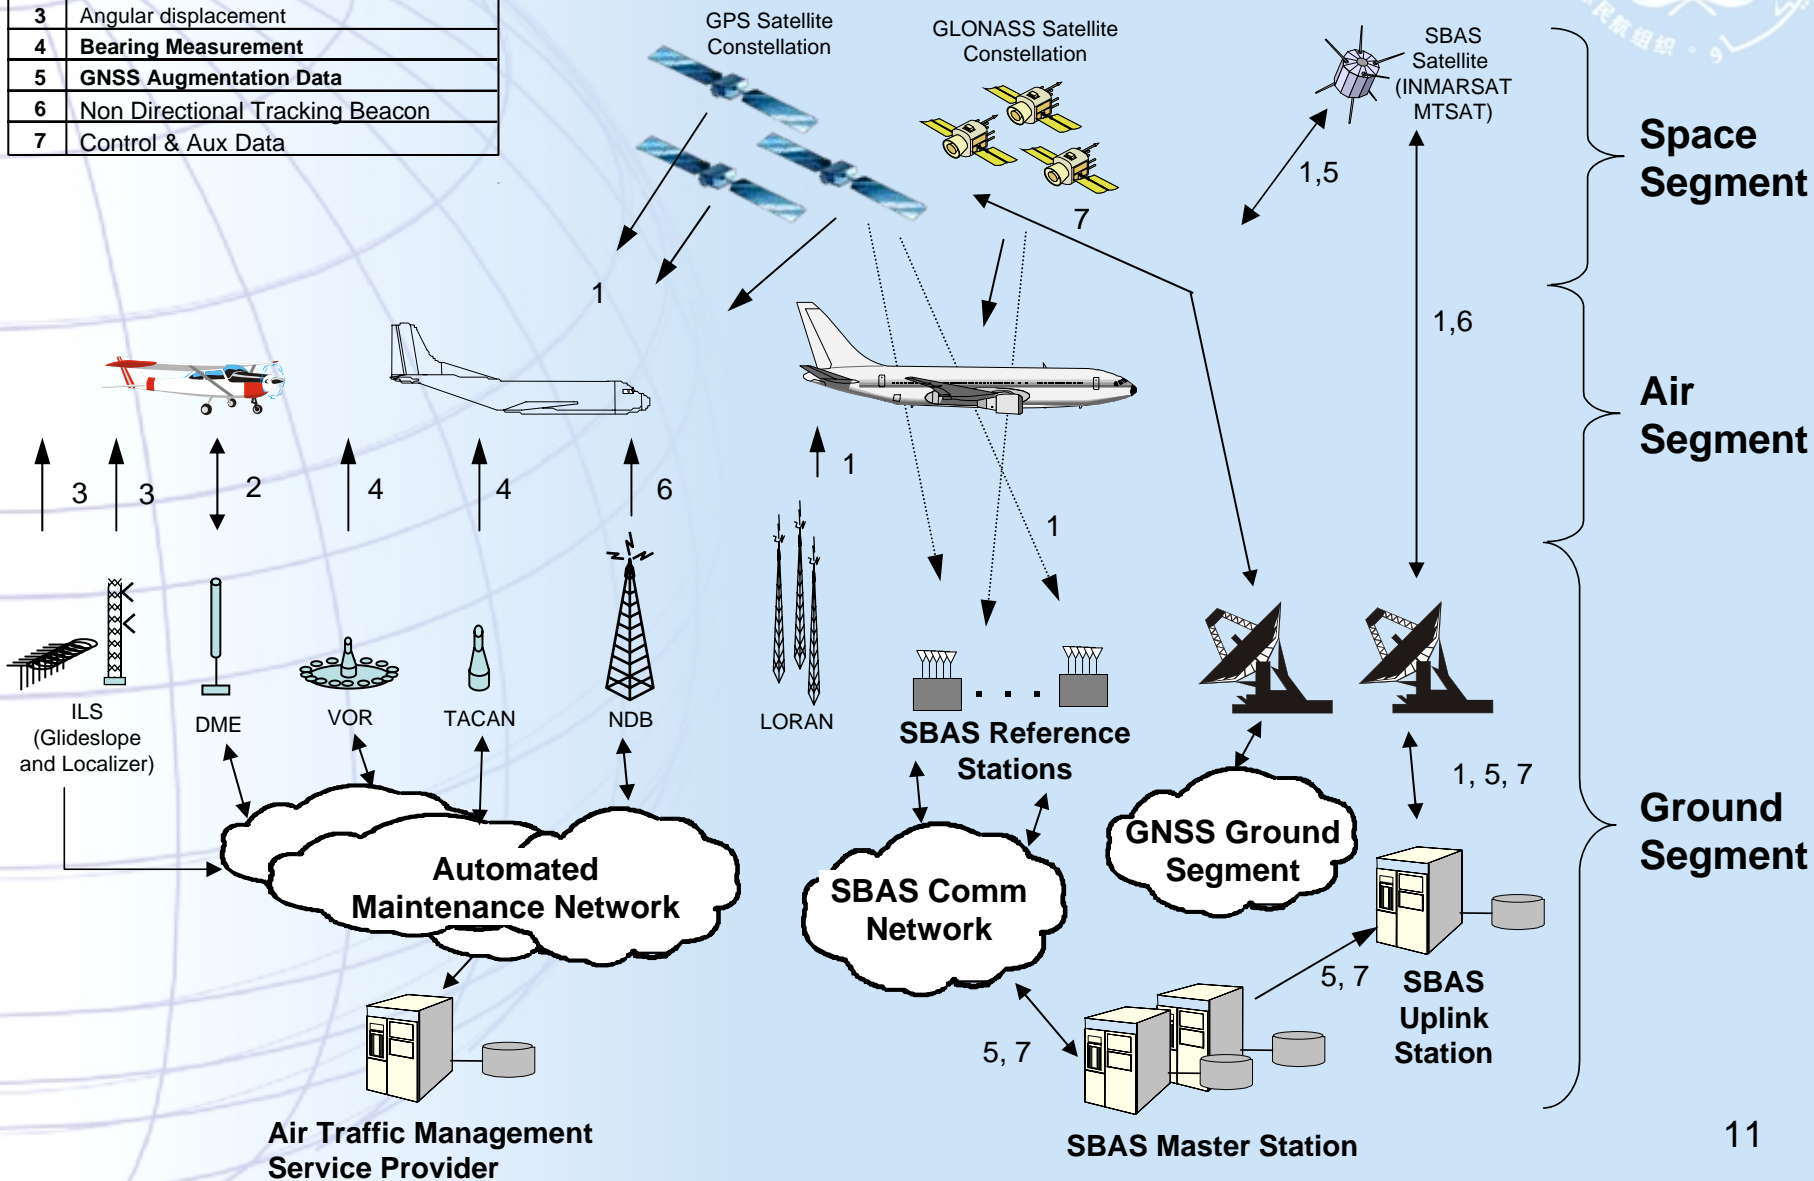 3 Angular displacement
4 Bearing Measurement
5 GNSS Augmentation Data
6 Non Directional Tracking Beacon
7 Control & Aux Data
GPS Satellite
Constellation
GLONASS Satellite
Constellation
SBAS
Satellite
(INMARSAT
MTSAT)
民航组织
Space
Segment
1,5
7
1
1,6
Air
Segment
3
3
2
4
4
6
1
1
ILS
(Glideslope
and Localizer)
DME
VOR
TACAN
NDB
LORAN
SBAS Reference
Stations
1, 5, 7
Ground
Segment
GNSS Ground
Segment
Automated
Maintenance Network
SBAS Comm
Network
5, 7
5, 7
SBAS
Uplink
Station
Air Traffic Management
Service Provider
SBAS Master Station
11